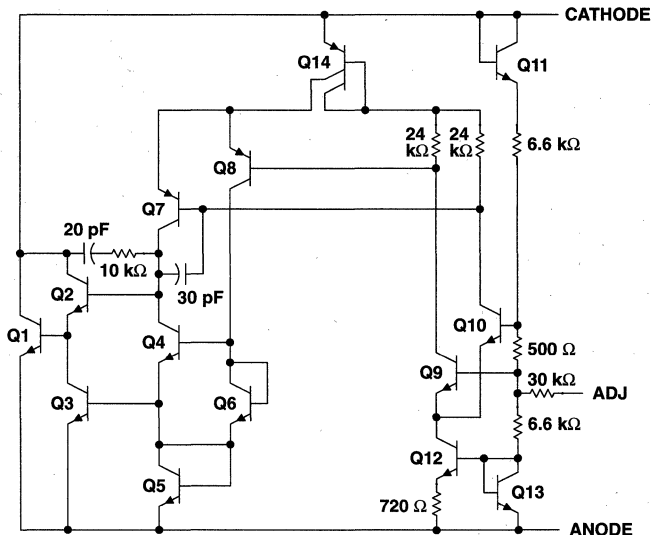 CATHODE
Q14
Q11
24
kΩ
24
kΩ
6.6 kΩ
Q8
Q7
20 pF
10 kΩ
30 pF
Q2
Q1
Q4
Q10
500 Ω
Q9
30 kΩ
ADJ
Q3
Q6
6.6 kΩ
Q12
Q5
Q13
720 Ω
ANODE